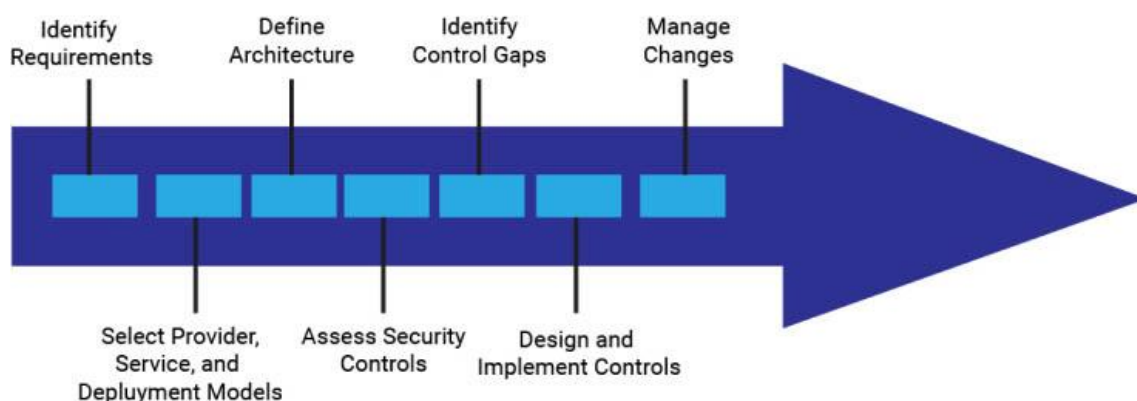 Identify
Requirements
Select Provider,
Service, and
Deplyument Models
Define
Architecture
Assess Security
Controls
Identify
Control Gaps
Design and
Implement Controls
Manage
Changes